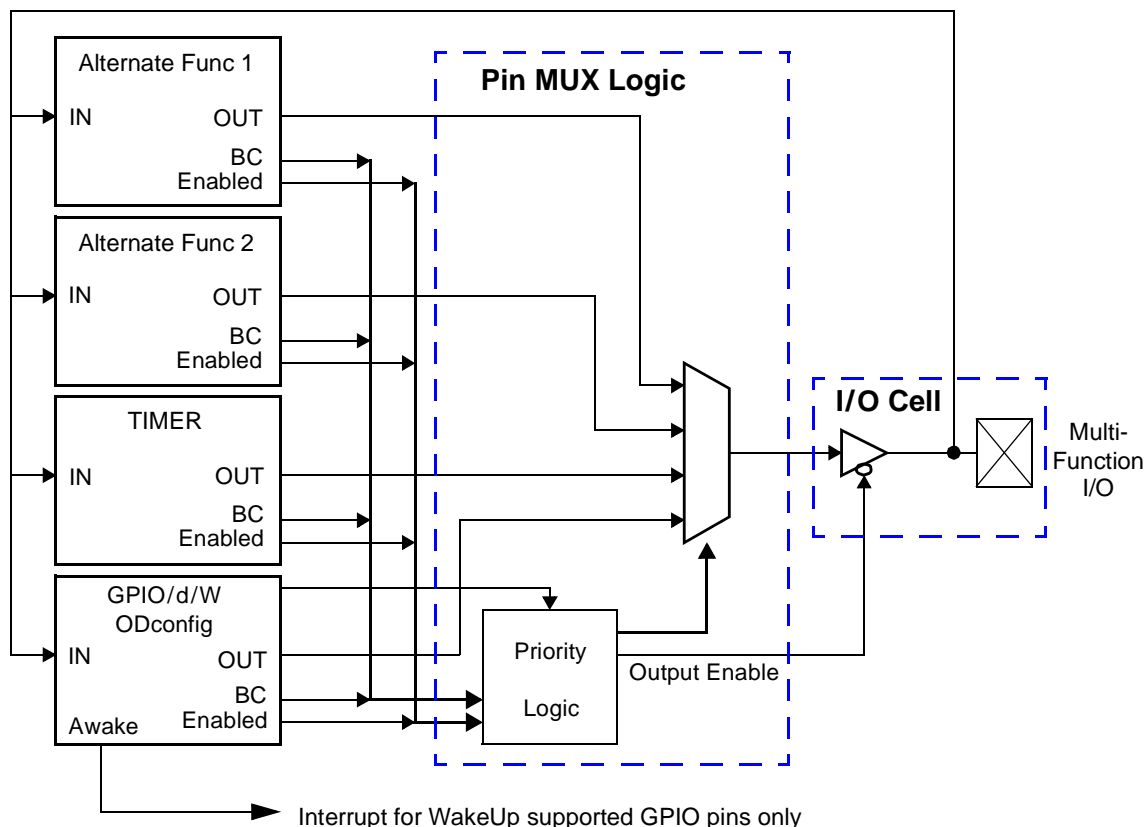 Alternate Func 1
IN
OUT
BC
Enabled
Alternate Func 2
IN
OUT
BC
Enabled
TIMER
IN
OUT
BC
Enabled
GPIO/d/W
ODconfig
IN
OUT
BC
Enabled
Awake
Interrupt for WakeUp supported GPIO pins only
Pin MUX Logic
Priority
Logic
Output Enable
I/O Cell
Multi-
Function
I/O